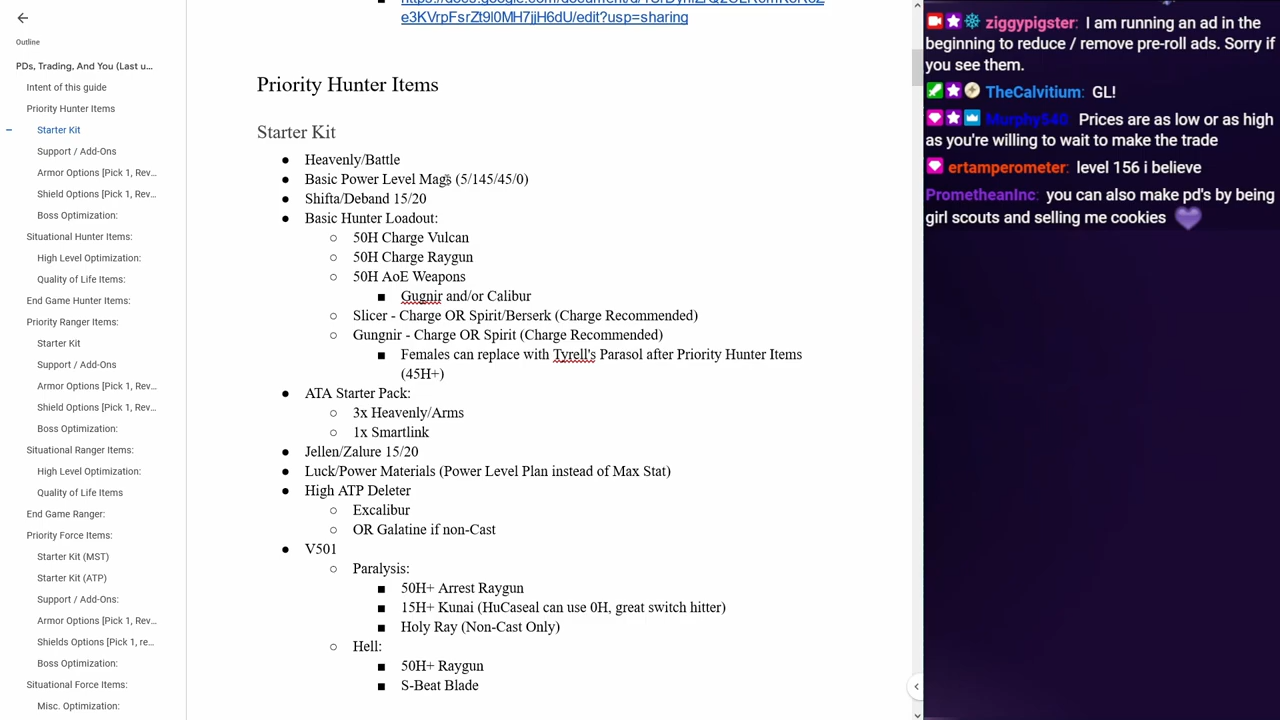 Outline
PDs, Trading, And You (Last u...
Intent of this guide
Priority Hunter Items
Starter Kit
Support / Add-Ons
Armor Options [Pick 1, Rev...
Shield Options [Pick 1, Rev...
Boss Optimization:
Situational Hunter Items:
High Level Optimization:
Quality of Life Items:
End Game Hunter Items:
Priority Ranger Items:
Starter Kit
Support / Add-Ons
Armor Options [Pick 1, Rev...
Shield Options [Pick 1, Rev...
Boss Optimization:
Situational Ranger Items:
High Level Optimization:
Quality of Life Items
End Game Ranger:
Priority Force Items:
Starter Kit (MST)
Starter Kit (ATP)
Support / Add-Ons:
Armor Options [Pick 1, Rev...
Shields Options [Pick 1, re...
Boss Optimization:
Situational Force Items:
Misc. Optimization:
e3KVrpFsrZt9l0MH7jjH6dU/edit?usp=sharing
Priority Hunter Items
Starter Kit
● Heavenly/Battle
● Basic Power Level Mags (5/145/45/0)
● Shifta/Deband 15/20
● Basic Hunter Loadout:
○ 50H Charge Vulcan
○ 50H Charge Raygun
○ 50H AoE Weapons
■ Gugnir and/or Calibur
○ Slicer - Charge OR Spirit/Berserk (Charge Recommended)
○ Gungnir - Charge OR Spirit (Charge Recommended)
■ Females can replace with Tyrell's Parasol after Priority Hunter Items
(45H+)
● ATA Starter Pack:
○ 3x Heavenly/Arms
○ 1x Smartlink
● Jellen/Zalure 15/20
● Luck/Power Materials (Power Level Plan instead of Max Stat)
● High ATP Deleter
○ Excalibur
○ OR Galatine if non-Cast
● V501
○ Paralysis:
■ 50H+ Arrest Raygun
■ 15H+ Kunai (HuCaseal can use 0H, great switch hitter)
■ Holy Ray (Non-Cast Only)
○ Hell:
■ 50H+ Raygun
■ S-Beat Blade
ziggypigster: I am running an ad in the
beginning to reduce / remove pre-roll ads. Sorry if
you see them.
TheCalvitium: GL!
Murphy540: Prices are as low or as high
as you're willing to wait to make the trade
ertamperometer: level 156 i believe
PrometheanInc: you can also make pd's by being
girl scouts and selling me cookies